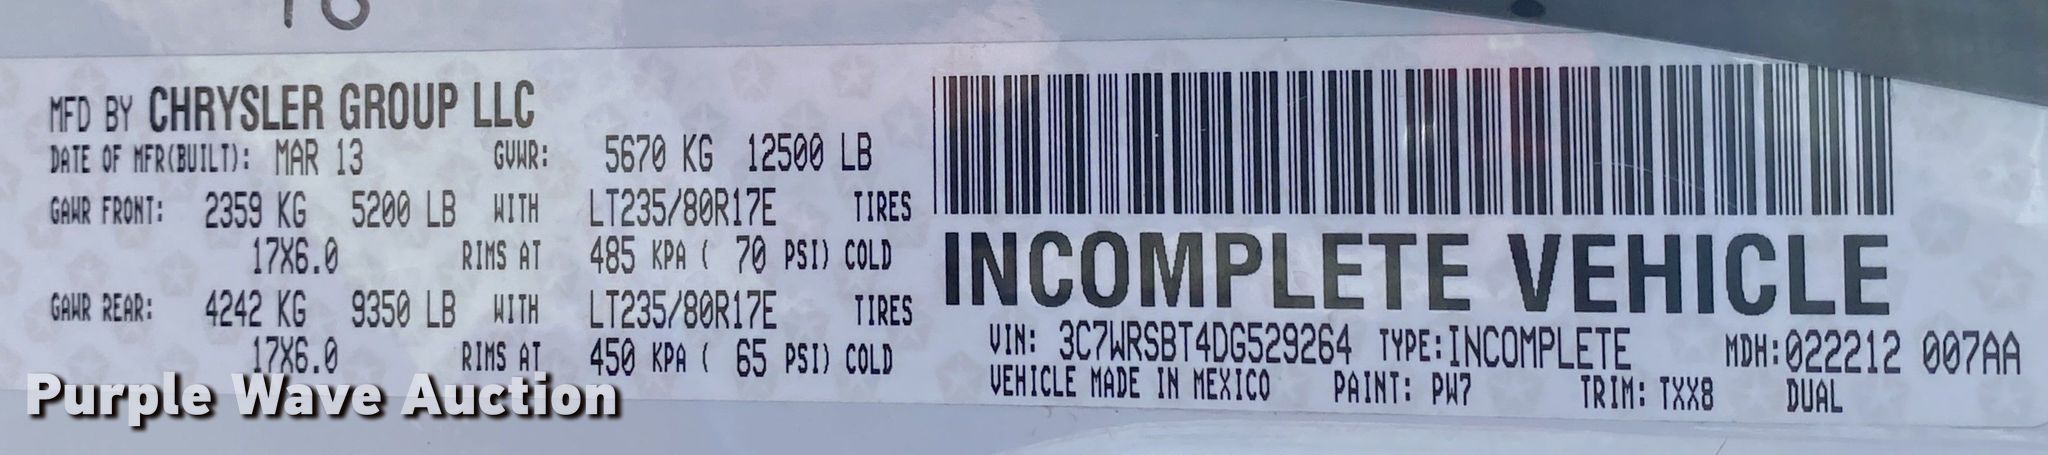 MFD BY CHRYSLER GROUP LLC
DATE OF MFR(BUILT): MAR 13 GVWR: 5670 KG 12500 LB
GAWR FRONT: 2359 KG 5200 LB WITH LT235/80R17E TIRES
17X6.0 RIMS AT 485 KPA ( 70 PSI) COLD
GAWR REAR: 4242 KG 9350 LB WITH LT235/80R17E TIRES
17X6.0 RIMS AT 450 KPA ( 65 PSI) COLD
INCOMPLETE VEHICLE
VIN: 3C7WRSBT4DG529264 TYPE:INCOMPLETE MDH:022212 007AA
VEHICLE MADE IN MEXICO PAINT: PW7 TRIM: TXX8 DUAL
Purple Wave Auction